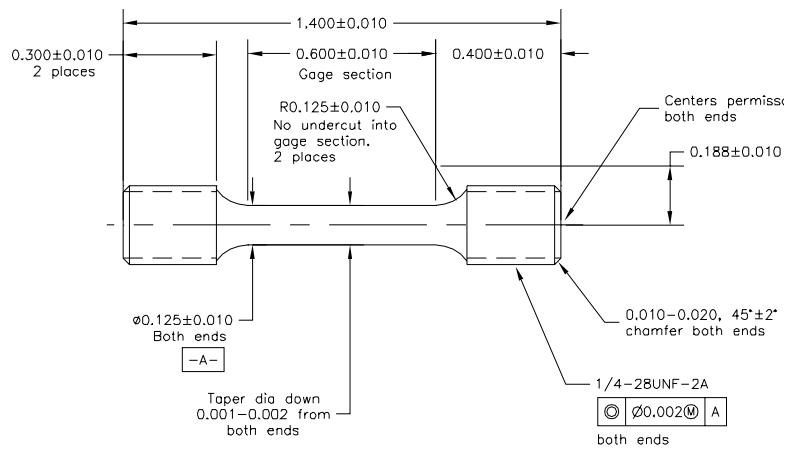 1.400±0.010
0.300±0.010
2 places
0.600±0.010
Gage section
0.400±0.010
R0.125±0.010
No undercut into
gage section.
2 places
Centers
both ends
0.188±0.010
⌀0.125±0.010
Both ends
-A-
Taper dia down
0.001-0.002 from
both ends
0.010-0.020, 45°±2°
chamfer both ends
1/4-28UNF-2A
◎ ⌀0.002Ⓜ A
both ends